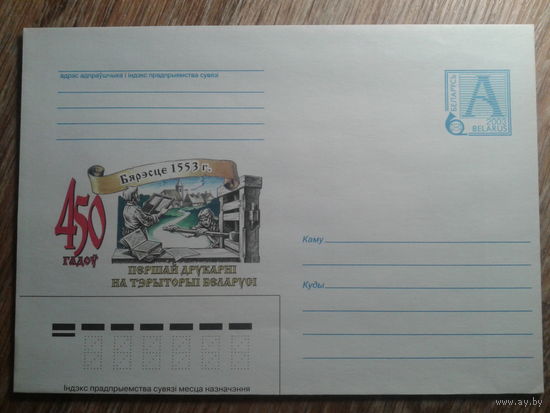 адрас адпраўшчыка і індэкс прадпрыемства сувязі
БЕЛАРУСЬ
A
2003
BELARUS
Бярэсце 1553 г.
450
гадоў
першай друкарні
на тэрыторыі Беларусі
Каму
Куды
Індэкс прадпрыемства сувязі месца назначэння
www.ay.by